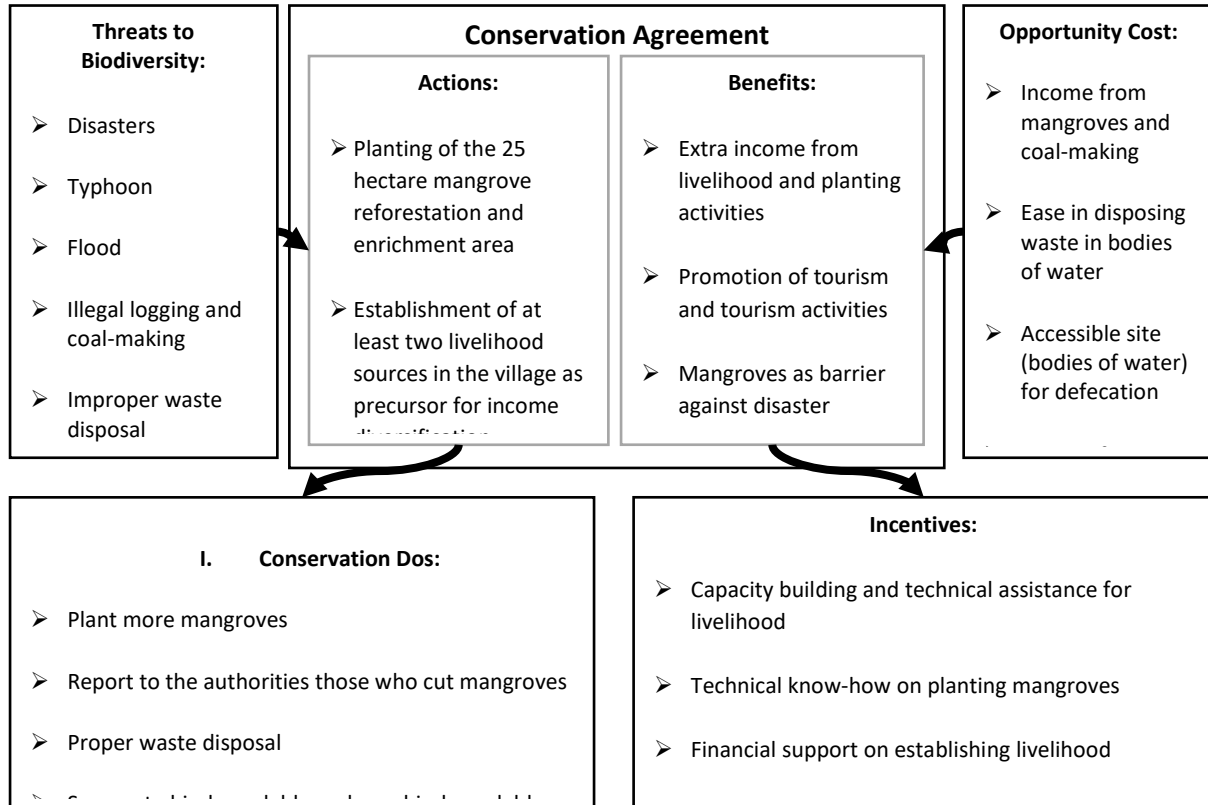 Threats to
Biodiversity:
➢ Disasters
➢ Typhoon
➢ Flood
➢ Illegal logging and
coal-making
➢ Improper waste
disposal
Conservation Agreement
Actions:
➢ Planting of the 25
hectare mangrove
reforestation and
enrichment area
➢ Establishment of at
least two livelihood
sources in the village as
precursor for income
Benefits:
➢ Extra income from
livelihood and planting
activities
➢ Promotion of tourism
and tourism activities
➢ Mangroves as barrier
against disaster
Opportunity Cost:
➢ Income from
mangroves and
coal-making
➢ Ease in disposing
waste in bodies
of water
➢ Accessible site
(bodies of water)
for defecation
I. Conservation Dos:
➢ Plant more mangroves
➢ Report to the authorities those who cut mangroves
➢ Proper waste disposal
Incentives:
➢ Capacity building and technical assistance for
livelihood
➢ Technical know-how on planting mangroves
➢ Financial support on establishing livelihood